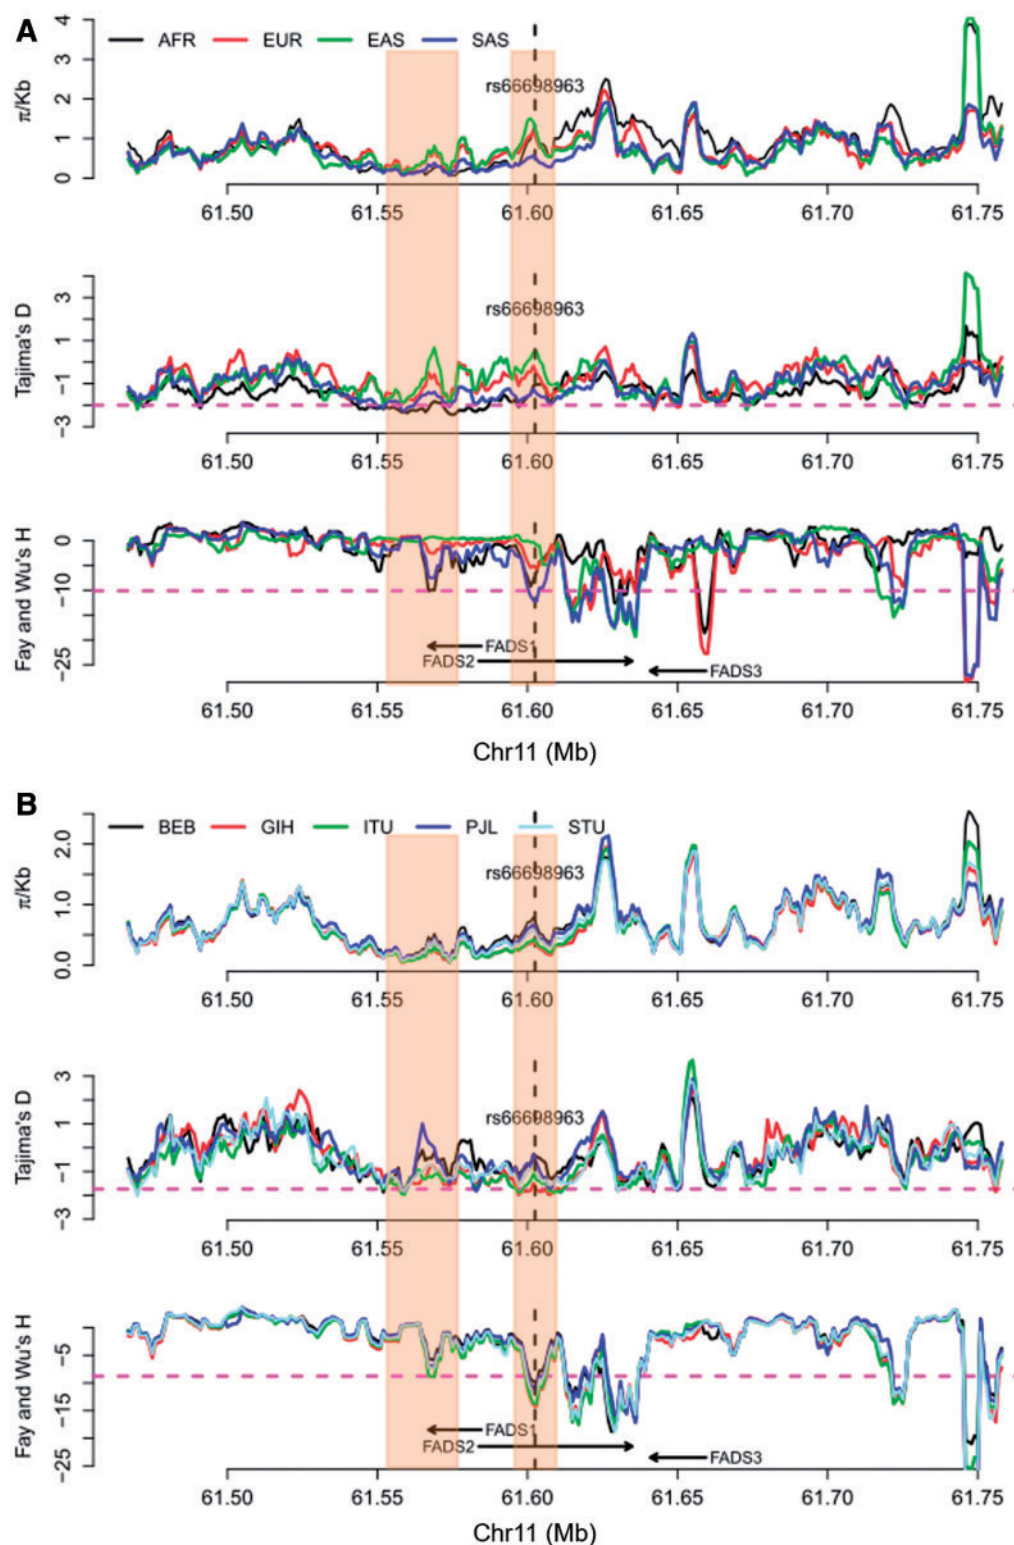 A
AFR EUR EAS SAS
π/Kb
0 1 2 3 4
rs66698963
61.50 61.55 61.60 61.65 61.70 61.75
Tajima's D
-3 -1 1 3
rs66698963
61.50 61.55 61.60 61.65 61.70 61.75
Fay and Wu's H
-25 -10 0
FADS1
FADS2
FADS3
61.50 61.55 61.60 61.65 61.70 61.75
Chr11 (Mb)
B
BEB GIH ITU PJL STU
π/Kb
0.0 1.0 2.0
rs66698963
61.50 61.55 61.60 61.65 61.70 61.75
Tajima's D
-3 -1 1 3
rs66698963
61.50 61.55 61.60 61.65 61.70 61.75
Fay and Wu's H
-25 -15 -5
FADS1
FADS2
FADS3
61.50 61.55 61.60 61.65 61.70 61.75
Chr11 (Mb)